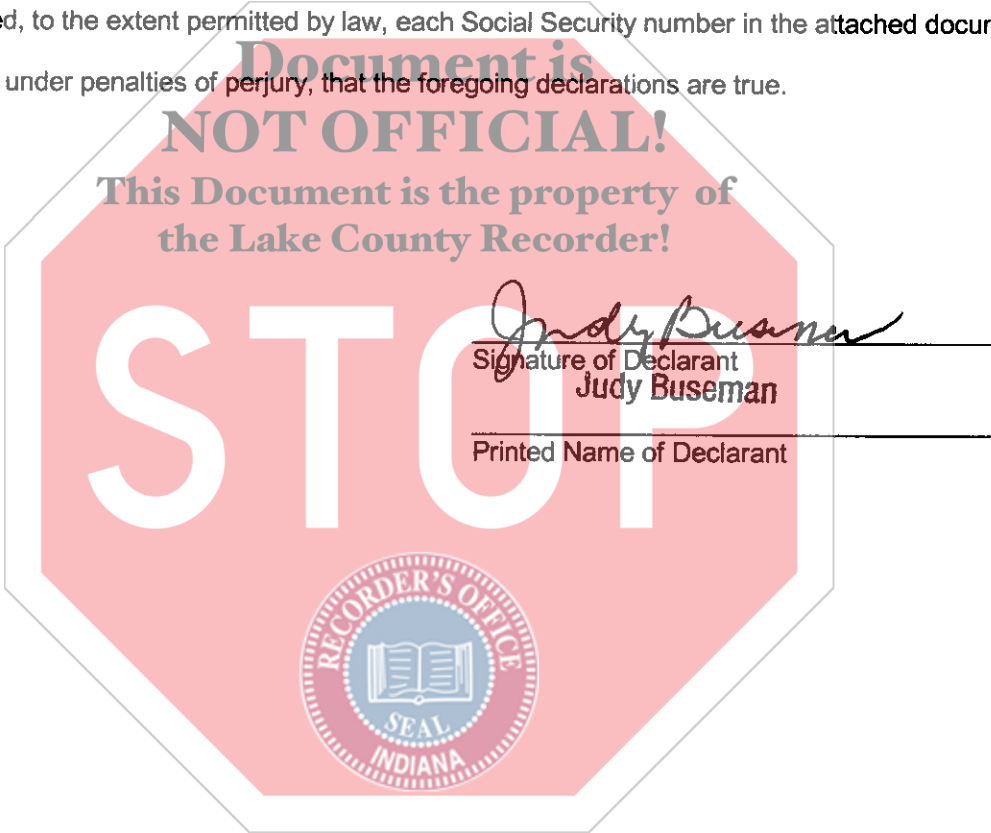 ed, to the extent permitted by law, each Social Security number in the attached docur
under penalties of perjury, that the foregoing declarations are true.
Document is
NOT OFFICIAL!
This Document is the property of
the Lake County Recorder!
STOP
Judy Buseman
Signature of Declarant
Judy Buseman
Printed Name of Declarant
RECORDER'S OFFICE
SEAL
INDIANA